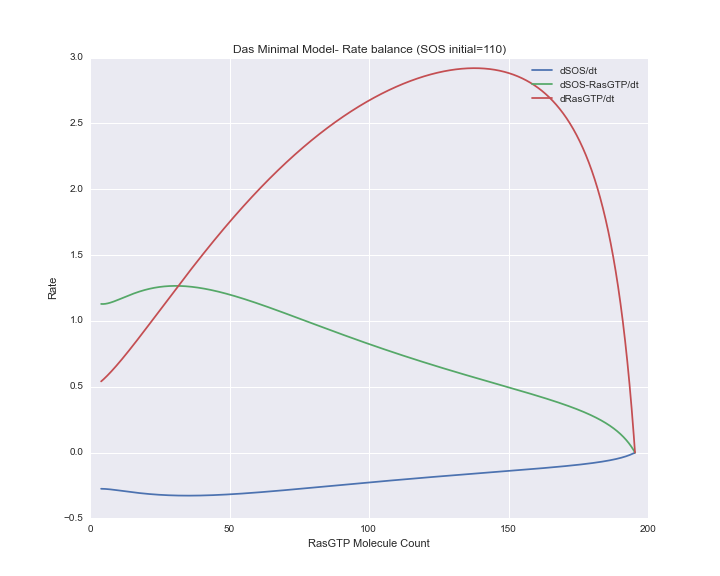 Das Minimal Model- Rate balance (SOS initial=110)
3.0
2.5
2.0
1.5
1.0
0.5
0.0
−0.5
Rate
dSOS/dt
dSOS-RasGTP/dt
dRasGTP/dt
0 50 100 150 200
RasGTP Molecule Count